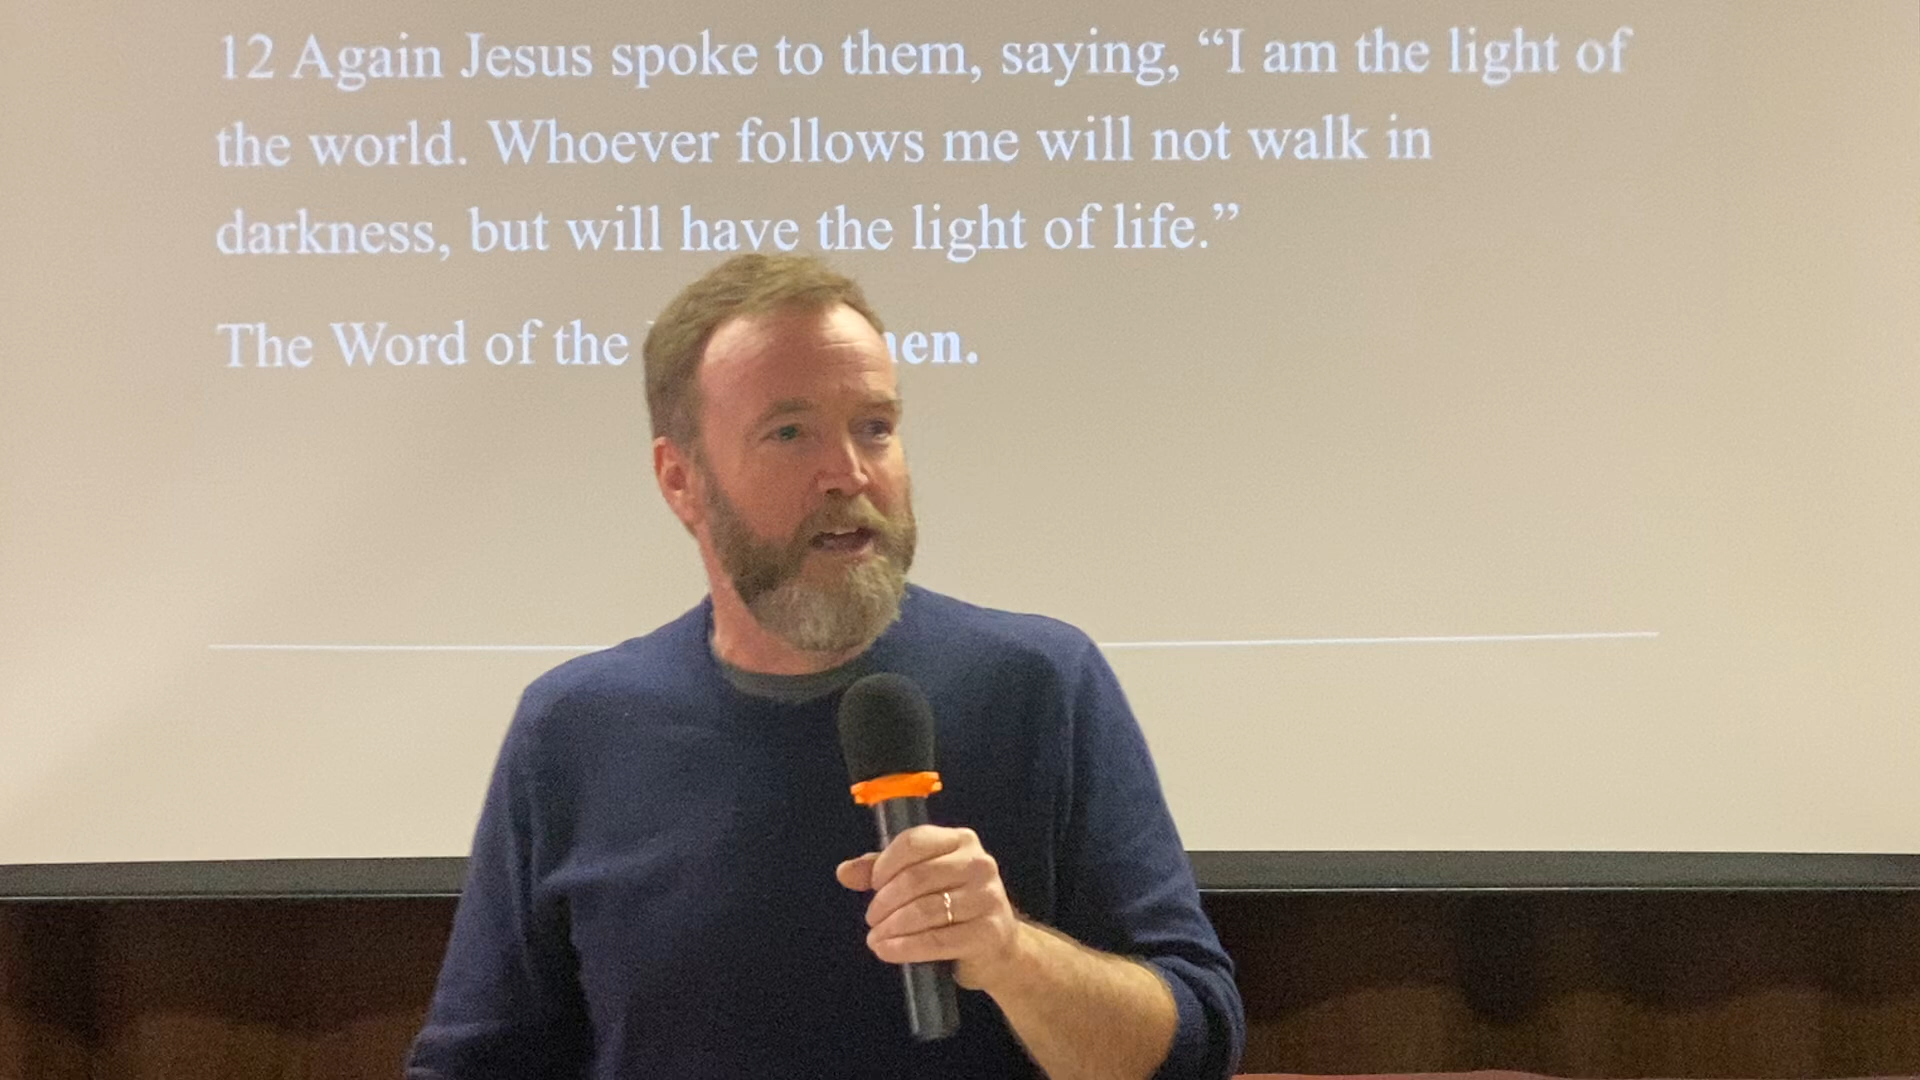 12 Again Jesus spoke to them, saying, “I am the light of
the world. Whoever follows me will not walk in
darkness, but will have the light of life.”
The Word of the